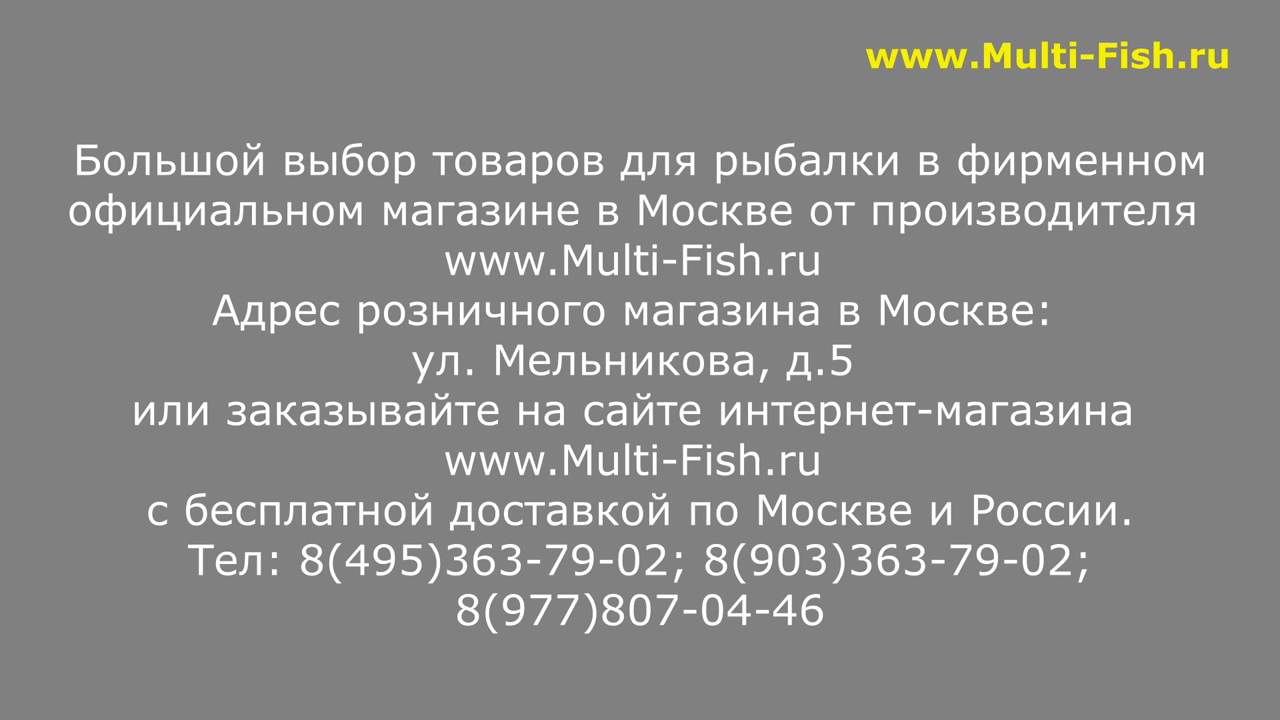 www.Multi-Fish.ru
Большой выбор товаров для рыбалки в фирменном
официальном магазине в Москве от производителя
www.Multi-Fish.ru
Адрес розничного магазина в Москве:
ул. Мельникова, д.5
или заказывайте на сайте интернет-магазина
www.Multi-Fish.ru
с бесплатной доставкой по Москве и России.
Тел: 8(495)363-79-02; 8(903)363-79-02;
8(977)807-04-46